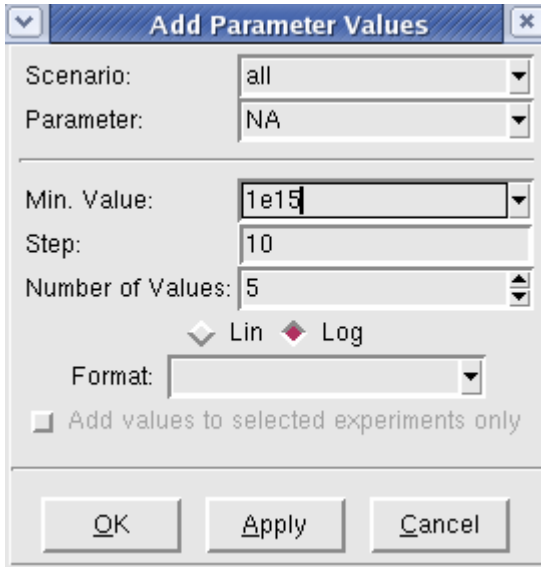 Add Parameter Values
Scenario: all
Parameter: NA
Min. Value: 1e15
Step: 10
Number of Values: 5
Lin Log
Format:
Add values to selected experiments only
OK Apply Cancel